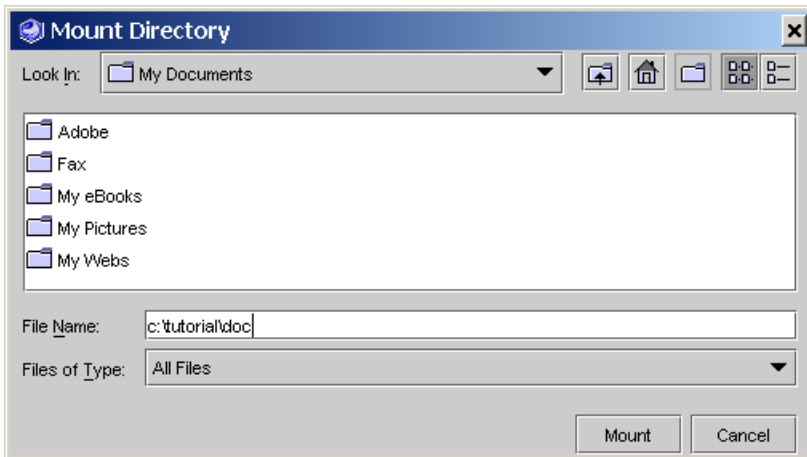 Mount Directory
Look In: My Documents
Adobe
Fax
My eBooks
My Pictures
My Webs
File Name: c:\tutorial\doc
Files of Type: All Files
Mount Cancel